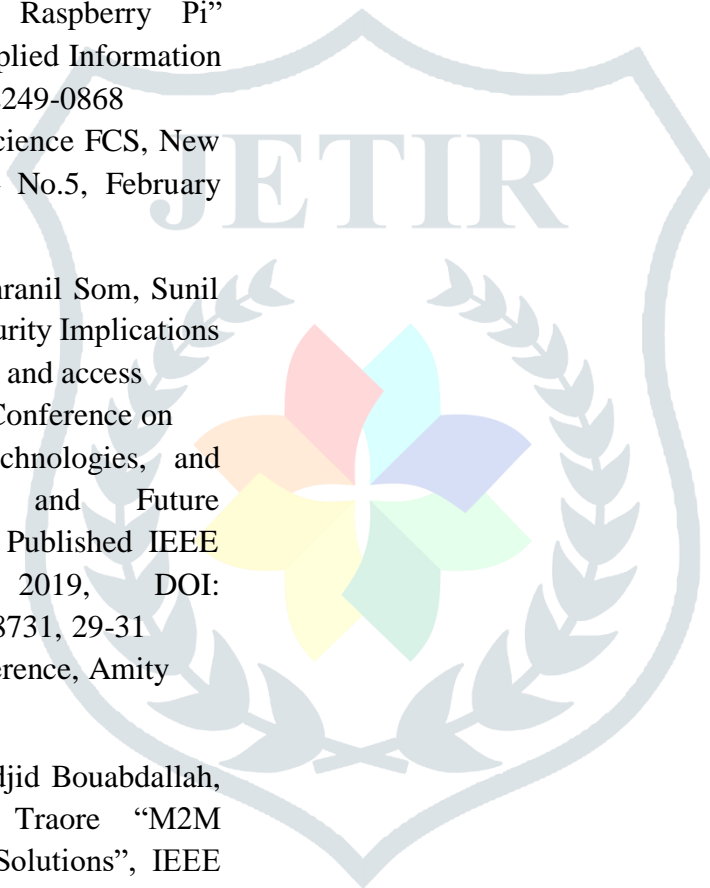 Raspberry Pi”
plied Information
249-0868
cience FCS, New
No.5, February
JETIR
ranil Som, Sunil
urity Implications
and access
Conference on
chnologies, and
and Future
Published IEEE
2019, DOI:
8731, 29-31
erence, Amity
djid Bouabdallah,
Traore “M2M
Solutions”, IEEE